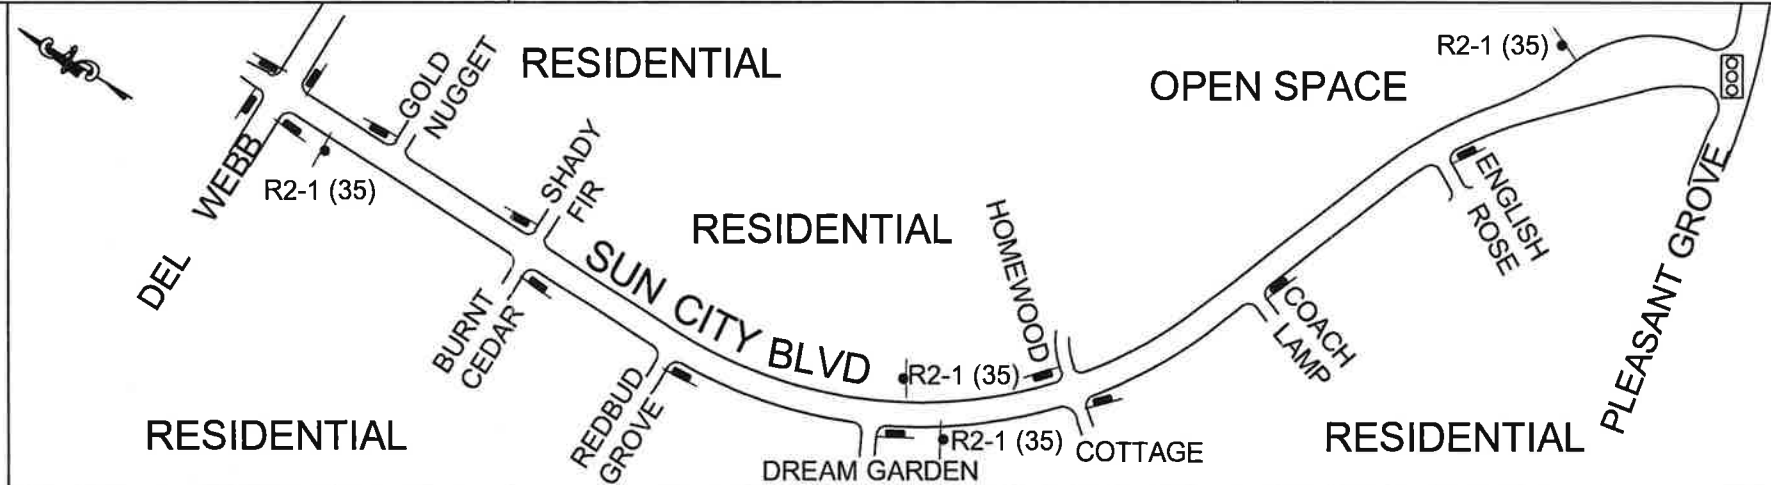 RESIDENTIAL
OPEN SPACE
R2-1 (35)
GOLD
NUGGET
DEL WEBB
R2-1 (35)
SHADY
FIR
RESIDENTIAL
SUN CITY BLVD
HOMEWOOD
ENGLISH
ROSE
PLEASANT GROVE
BURNT
CEDAR
COACH
LAMP
REDBUD
GROVE
R2-1 (35)
R2-1 (35)
RESIDENTIAL
DREAM GARDEN
COTTAGE
RESIDENTIAL